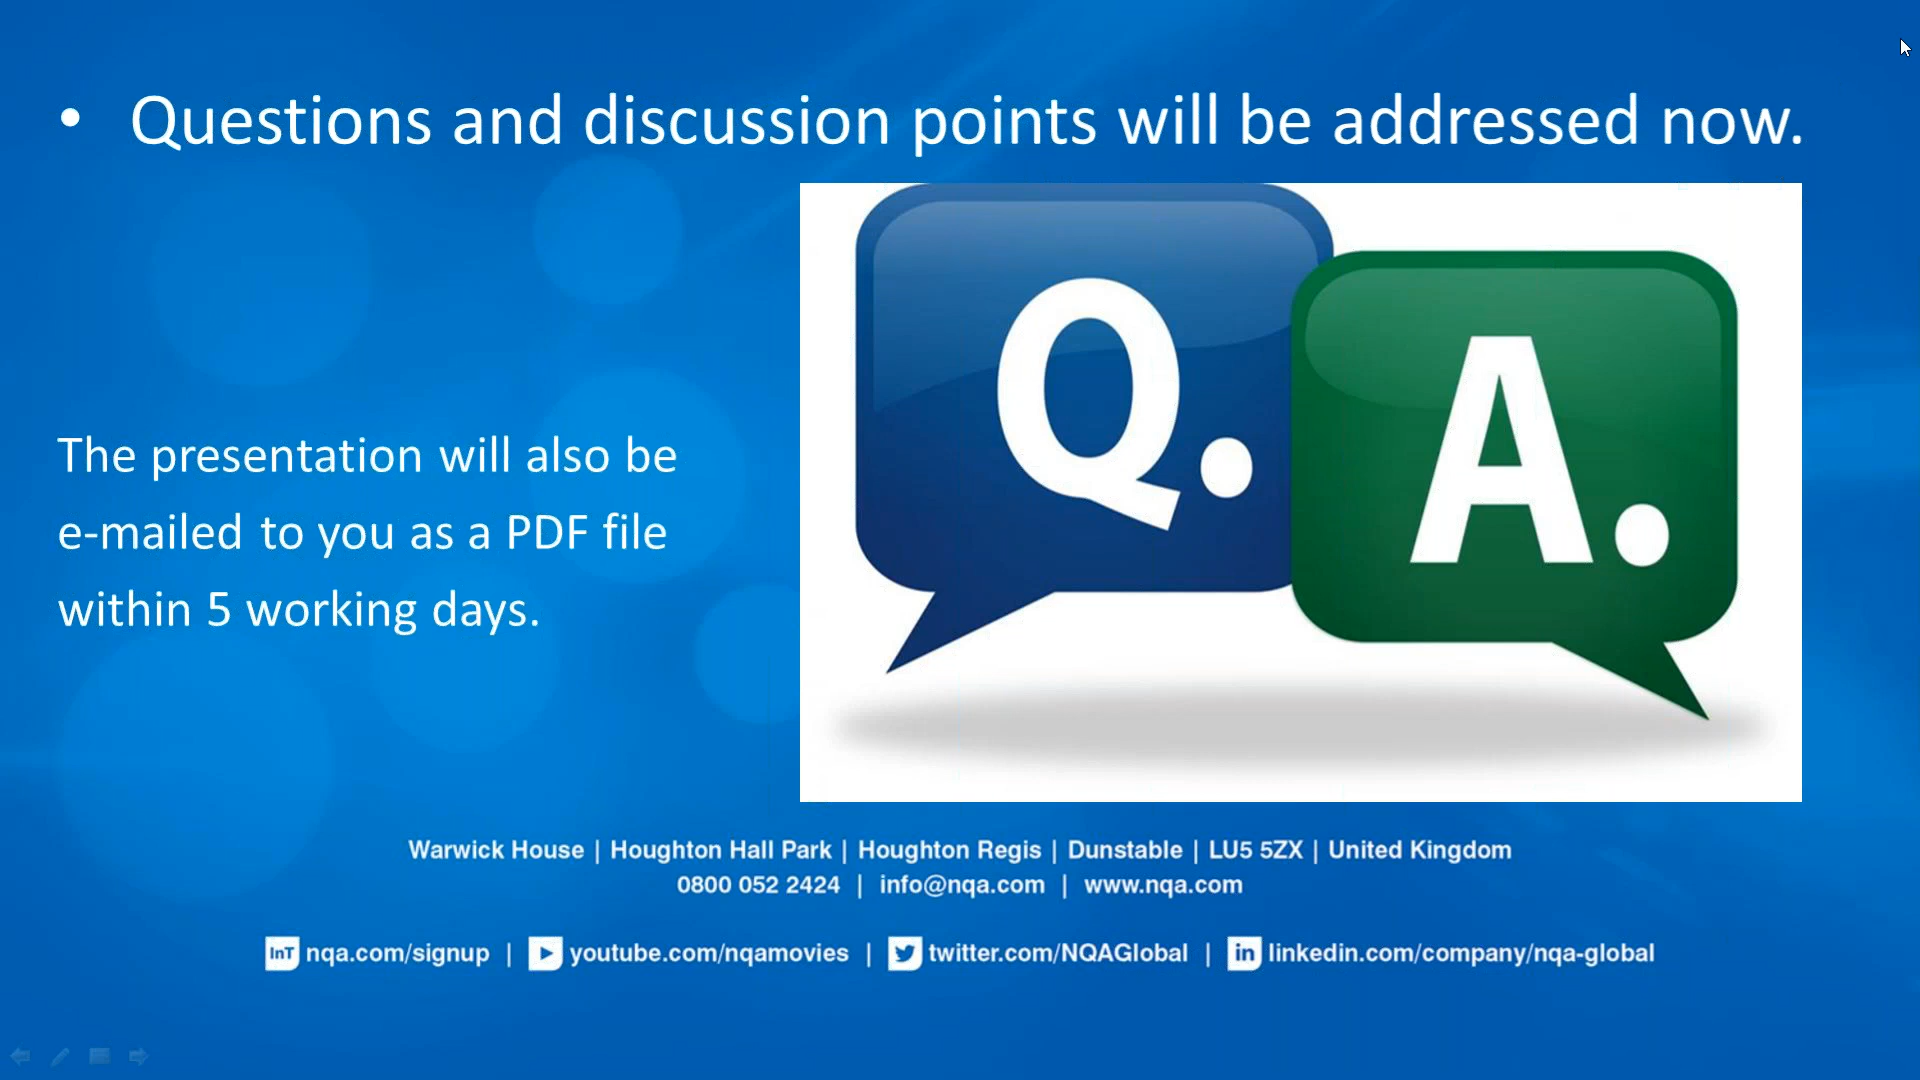 • Questions and discussion points will be addressed now.
Q. A.
The presentation will also be
e-mailed to you as a PDF file
within 5 working days.
Warwick House | Houghton Hall Park | Houghton Regis | Dunstable | LU5 5ZX | United Kingdom
0800 052 2424 | info@nqa.com | www.nqa.com
InT nqa.com/signup | youtube.com/nqamovies | twitter.com/NQAGlobal | in linkedin.com/company/nqa-global